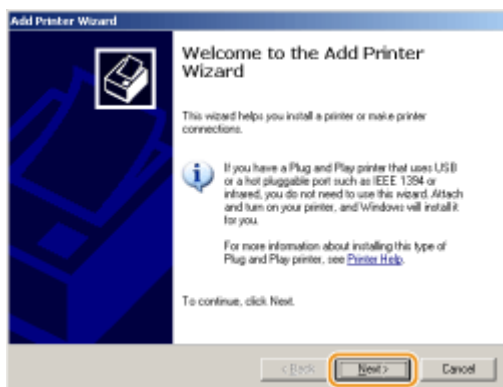 Add Printer Wizard
Welcome to the Add Printer
Wizard
This wizard helps you install a printer or make printer
connections.
If you have a Plug and Play printer that uses USB
or a hot pluggable port such as IEEE 1394 or
infrared, you do not need to use this wizard. Attach
and turn on your printer, and Windows will install it
for you.
For more information about installing this type of
Plug and Play printer, see Printer Help.
To continue, click Next.
< Back Next > Cancel